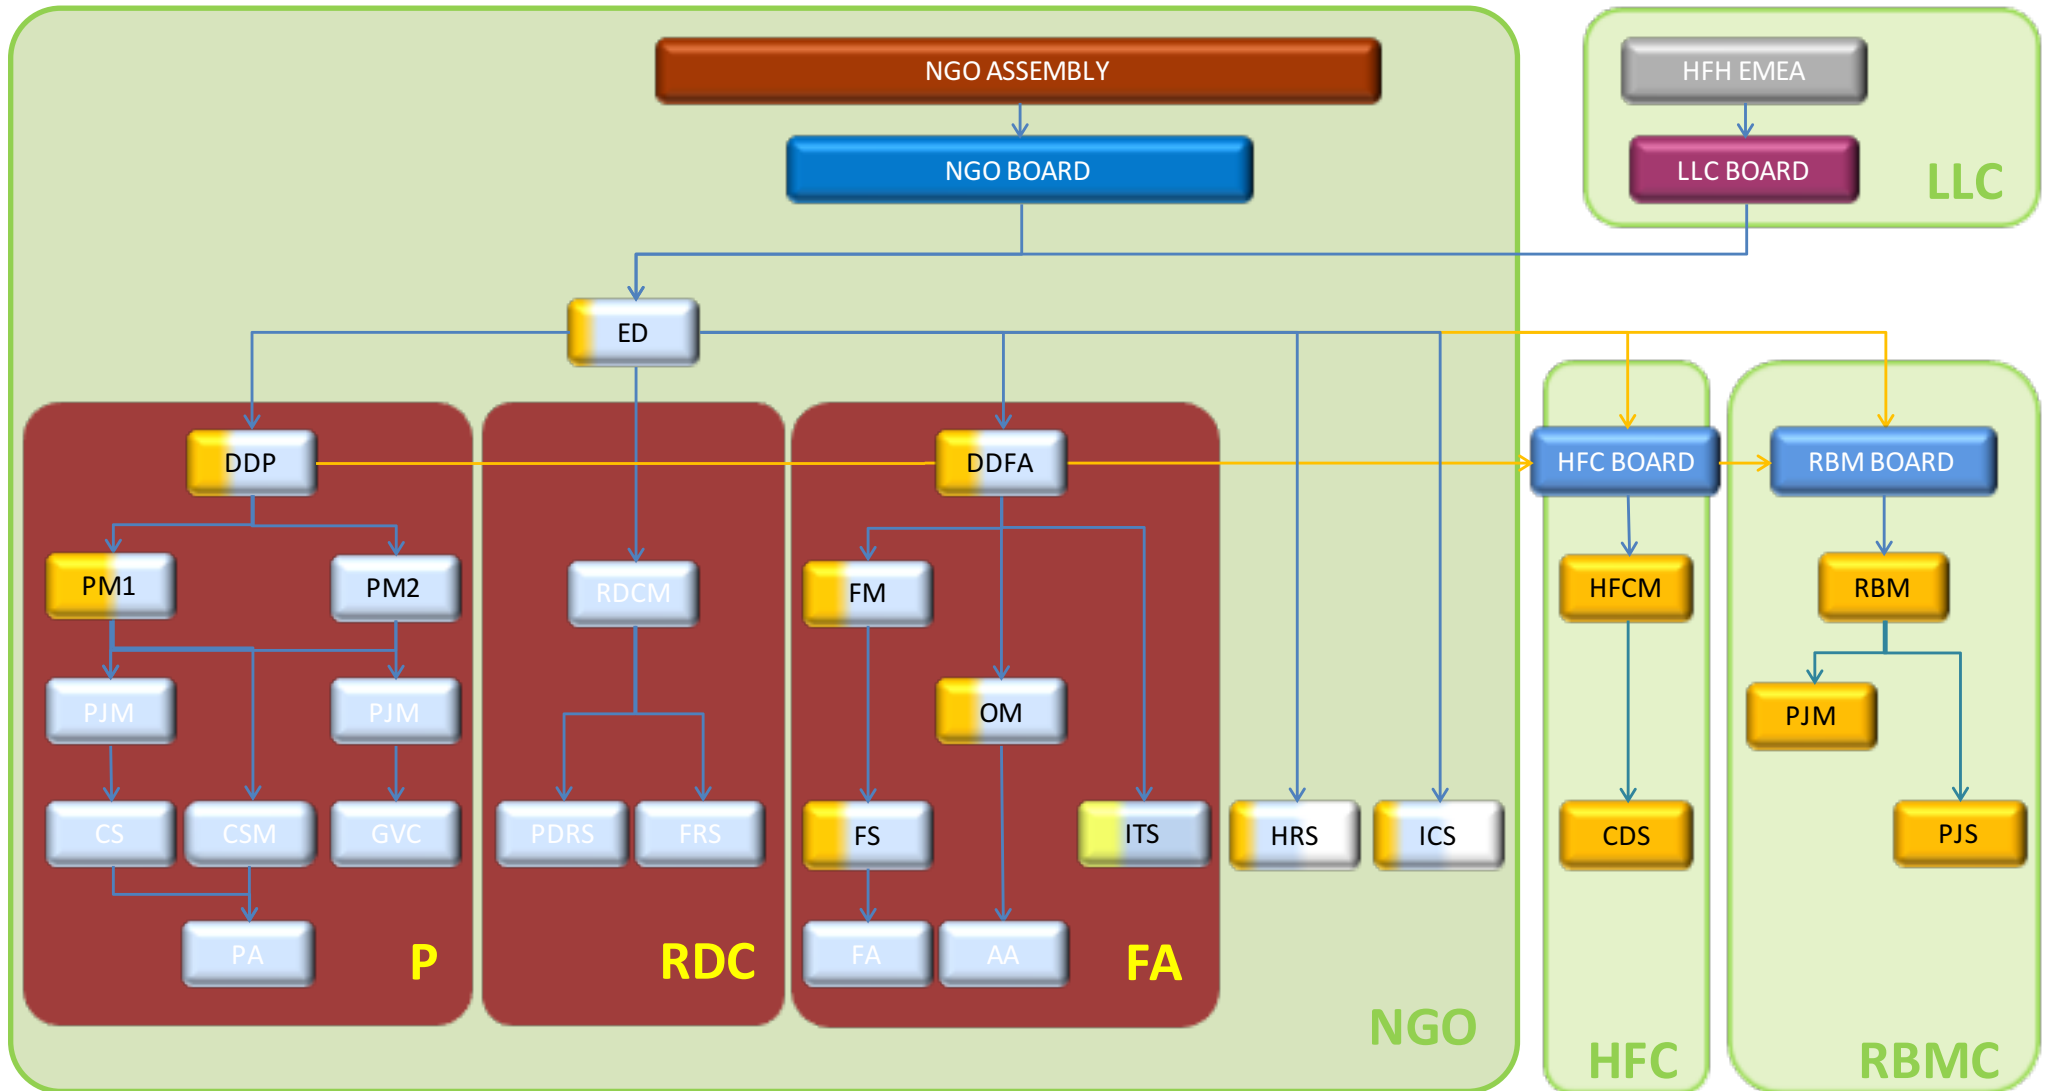 NGO ASSEMBLY
HFH EMEA
NGO BOARD
LLC BOARD
LLC
ED
DDP
DDFA
HFC BOARD
RBM BOARD
PM1
PM2
RDCM
FM
HFCM
RBM
PJM
PJM
OM
PJM
CS
CSM
GVC
PDRS
FRS
FS
ITS
HRS
ICS
CDS
PJS
PA
P
RDC
FA
AA
FA
NGO
HFC
RBMC